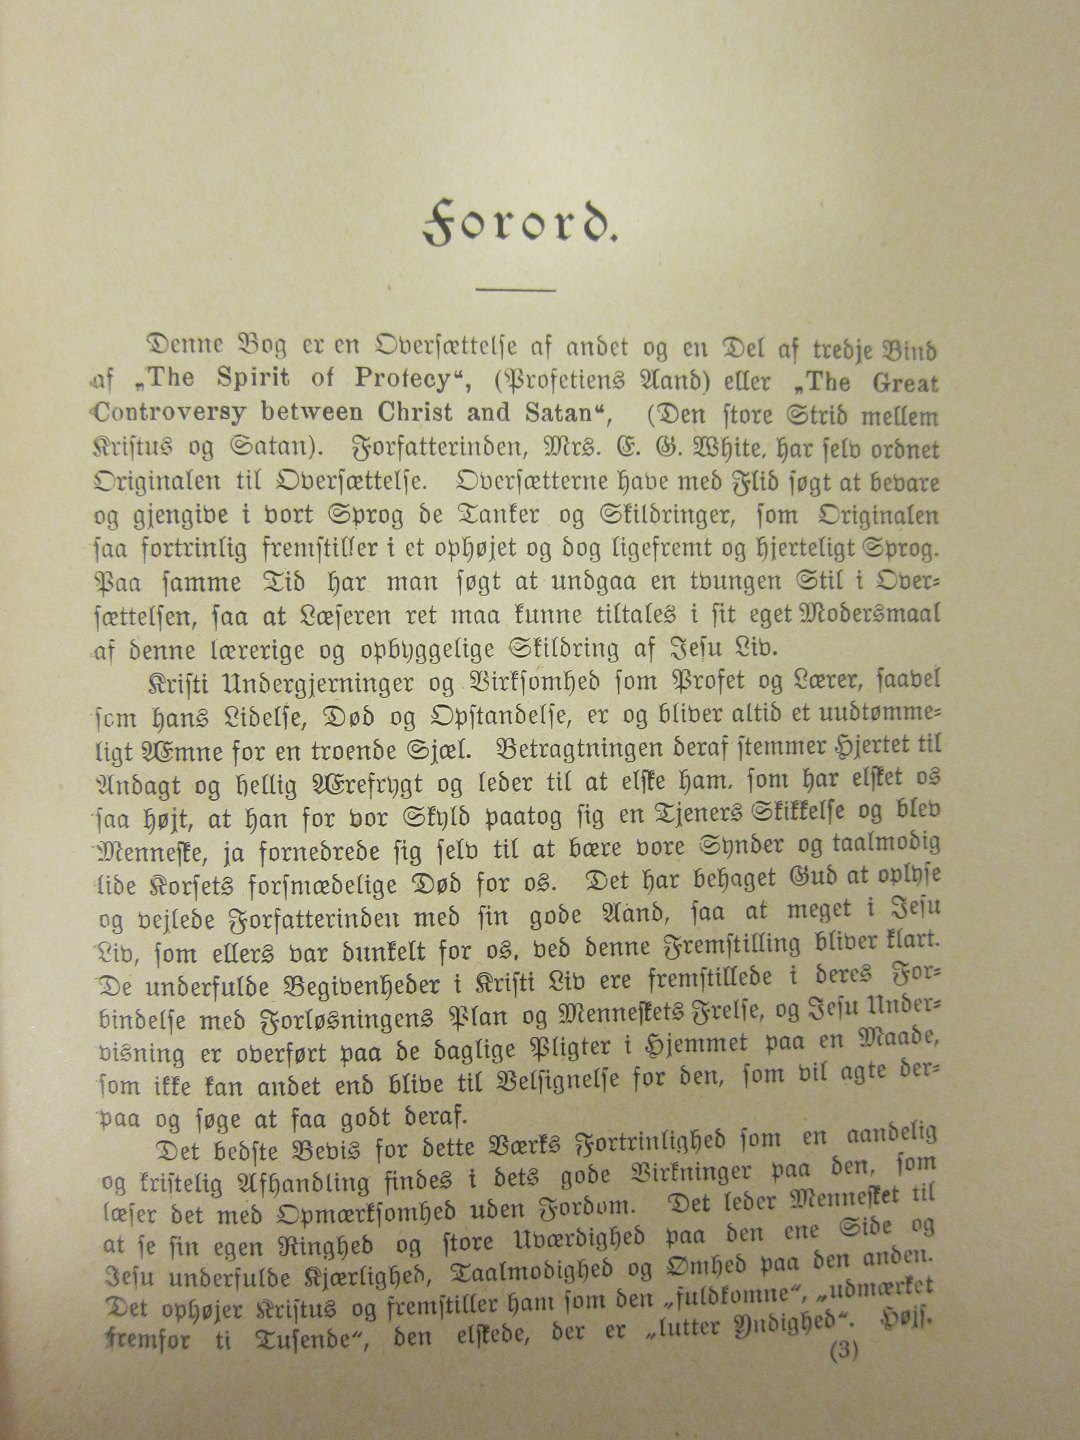 Forord.
Denne Bog er en Oversættelse af andet og en Del af tredje Bind
af „The Spirit of Profecy“, (Profetiens Aand) eller „The Great
Controversy between Christ and Satan“, (Den store Strid mellem
Kristus og Satan). Forfatterinden, Mrs. E. G. White, har selv ordnet
Originalen til Oversættelse. Oversætterne have med Flid søgt at bevare
og gjengive i vort Sprog de Tanker og Skildringer, som Originalen
saa fortrinlig fremstiller i et ophøjet og dog ligefremt og hjerteligt Sprog.
Paa samme Tid har man søgt at undgaa en tvungen Stil i Over-
sættelsen, saa at Læseren ret maa kunne tiltales i sit eget Modersmaal
af denne lærerige og opbyggelige Skildring af Jesu Liv.
Kristi Undergjerninger og Virksomhed som Profet og Lærer, saavel
som hans Lidelse, Død og Opstandelse, er og bliver altid et uudtømme-
ligt Æmne for en troende Sjæl. Betragtningen deraf stemmer Hjertet til
Andagt og hellig Ærefrygt og leder til at elske ham, som har elsket os
saa højt, at han for vor Skyld paatog sig en Tjeners Skikkelse og blev
Menneske, ja fornedrede sig selv til at bære vore Synder og taalmodig
lide Korsets forsmædelige Død for os. Det har behaget Gud at oplyse
og vejlede Forfatterinden med sin gode Aand, saa at meget i Jesu
Liv, som ellers var dunkelt for os, ved denne Fremstilling bliver klart.
De underfulde Begivenheder i Kristi Liv ere fremstillede i deres For-
bindelse med Forløsningens Plan og Menneskets Frelse, og Jesu Under-
visning er overført paa de daglige Pligter i Hjemmet paa en Maade,
som ikke kan andet end blive til Velsignelse for den, som vil agte der-
paa og søge at faa godt deraf.
Det bedste Bevis for dette Værks Fortrinlighed som en aandelig
og kristelig Afhandling findes i dets gode Virkninger paa den, som
læser det med Opmærksomhed uden Fordom. Det leder Mennesket til
at se sin egen Ringhed og store Uværdighed paa den ene Side og
Jesu underfulde Kjærlighed, Taalmodighed og Ømhed paa den anden.
Det ophøjer Kristus og fremstiller ham som den „fuldkomne“, „udmærket
fremfor ti Tusende“, den elskede, der er „lutter Yndighed“. Højs.
(3)